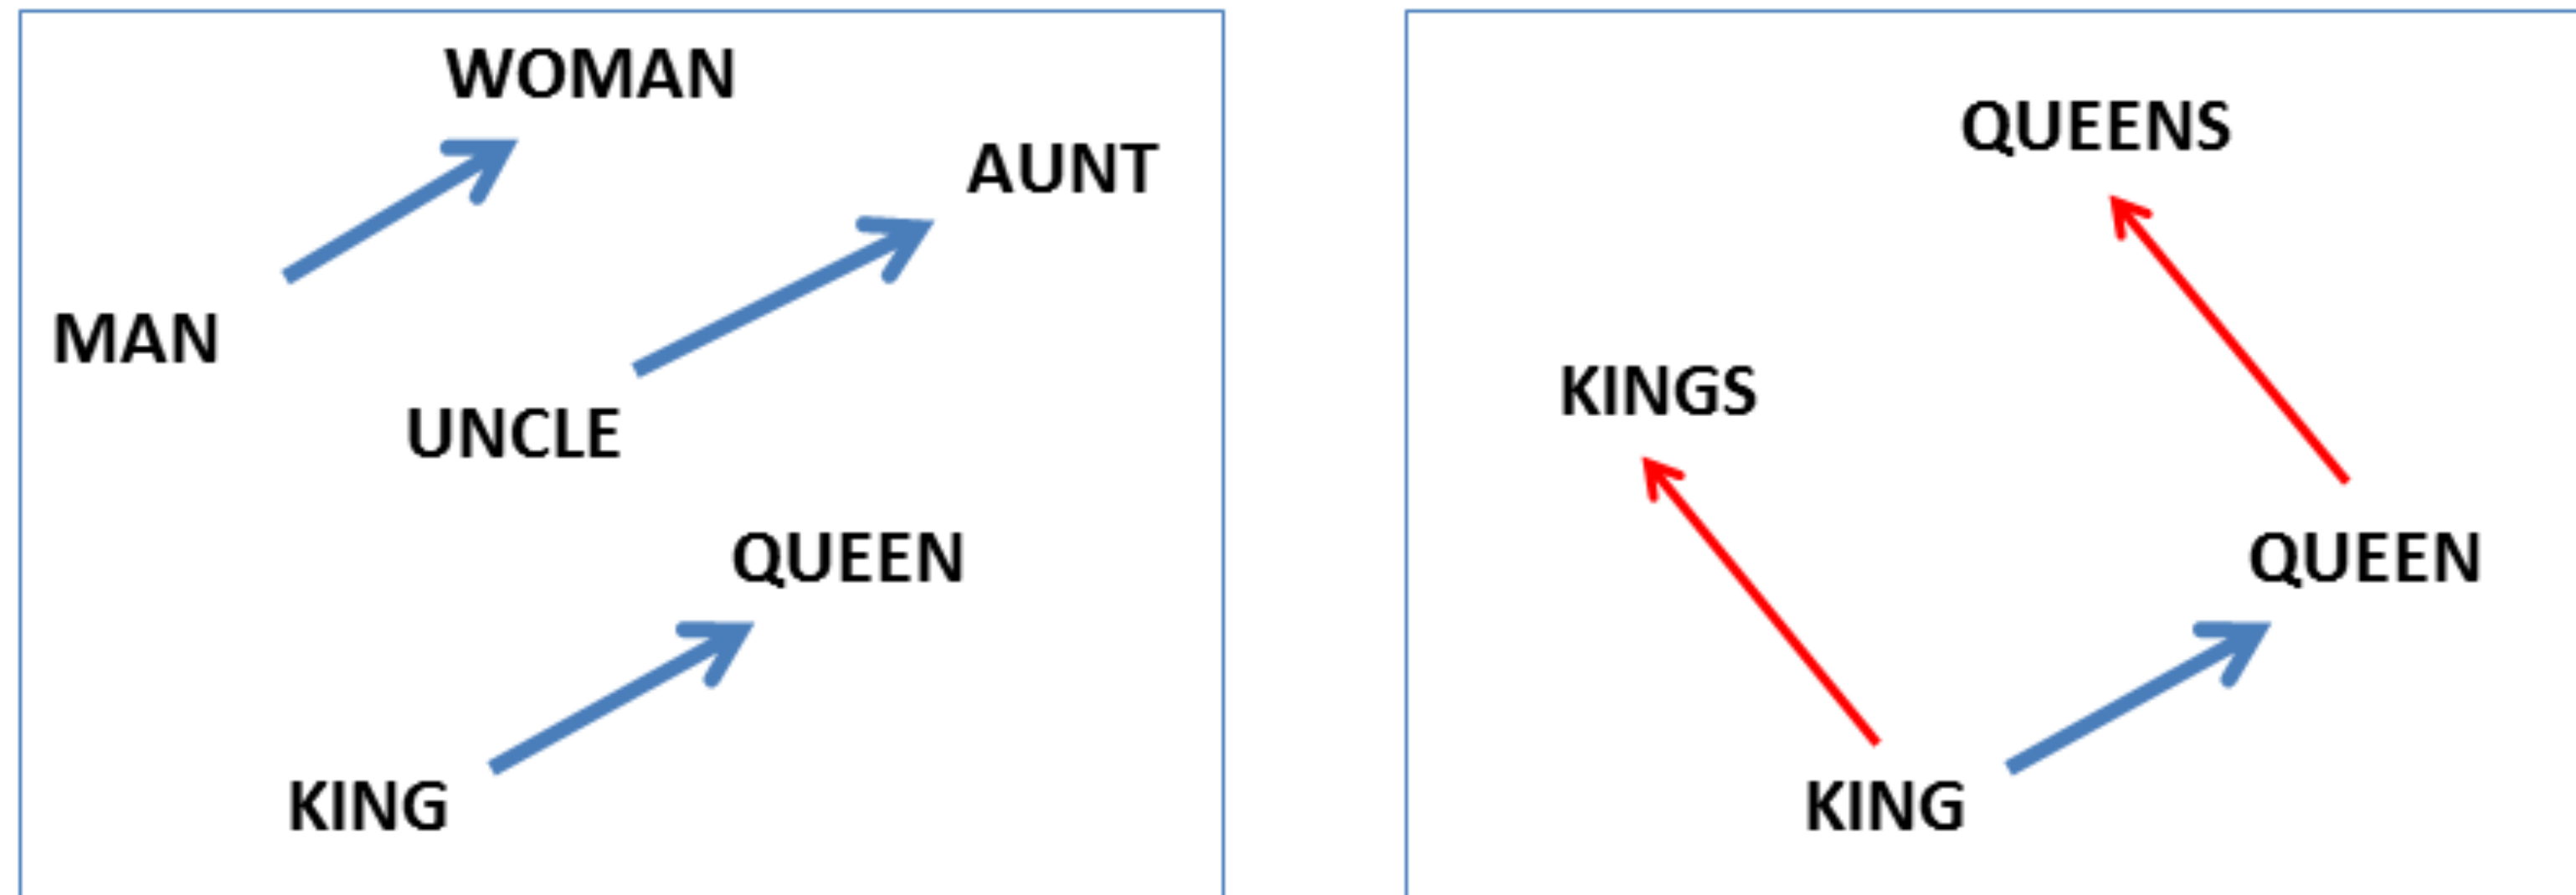 WOMAN
AUNT
MAN
UNCLE
QUEEN
KING
QUEENS
KINGS
QUEEN
KING